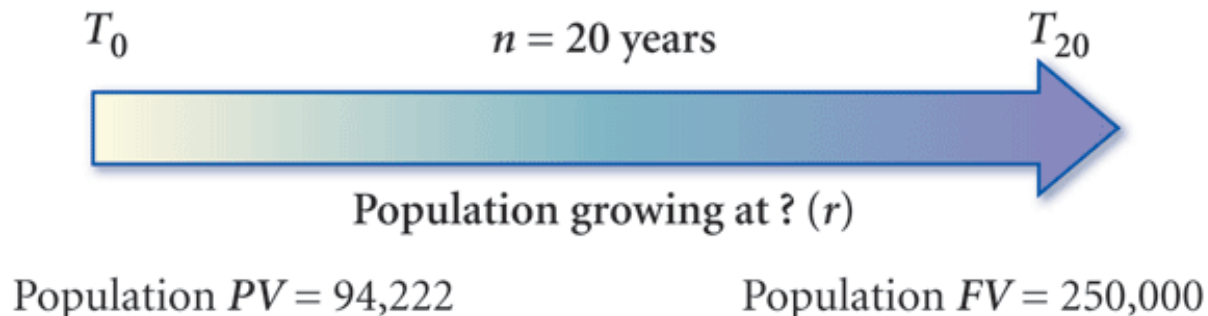 T₀ n = 20 years T₂₀
Population growing at ? (r)
Population PV = 94,222 Population FV = 250,000